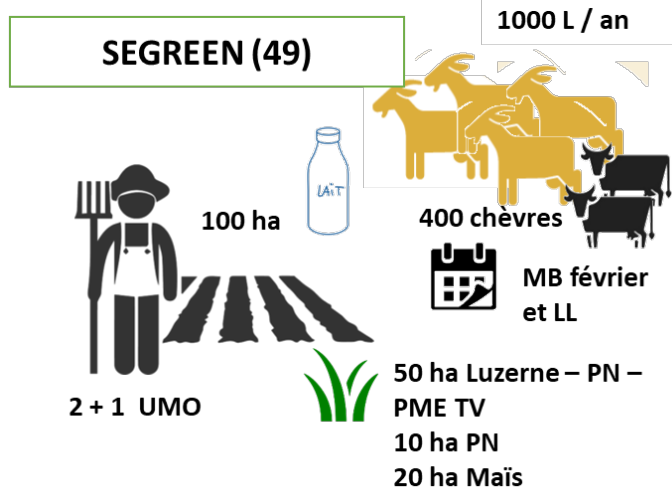 1000 L / an
SEGREEN (49)
LAIT
100 ha
400 chèvres
MB février
et LL
2 + 1 UMO
50 ha Luzerne – PN –
PME TV
10 ha PN
20 ha Maïs